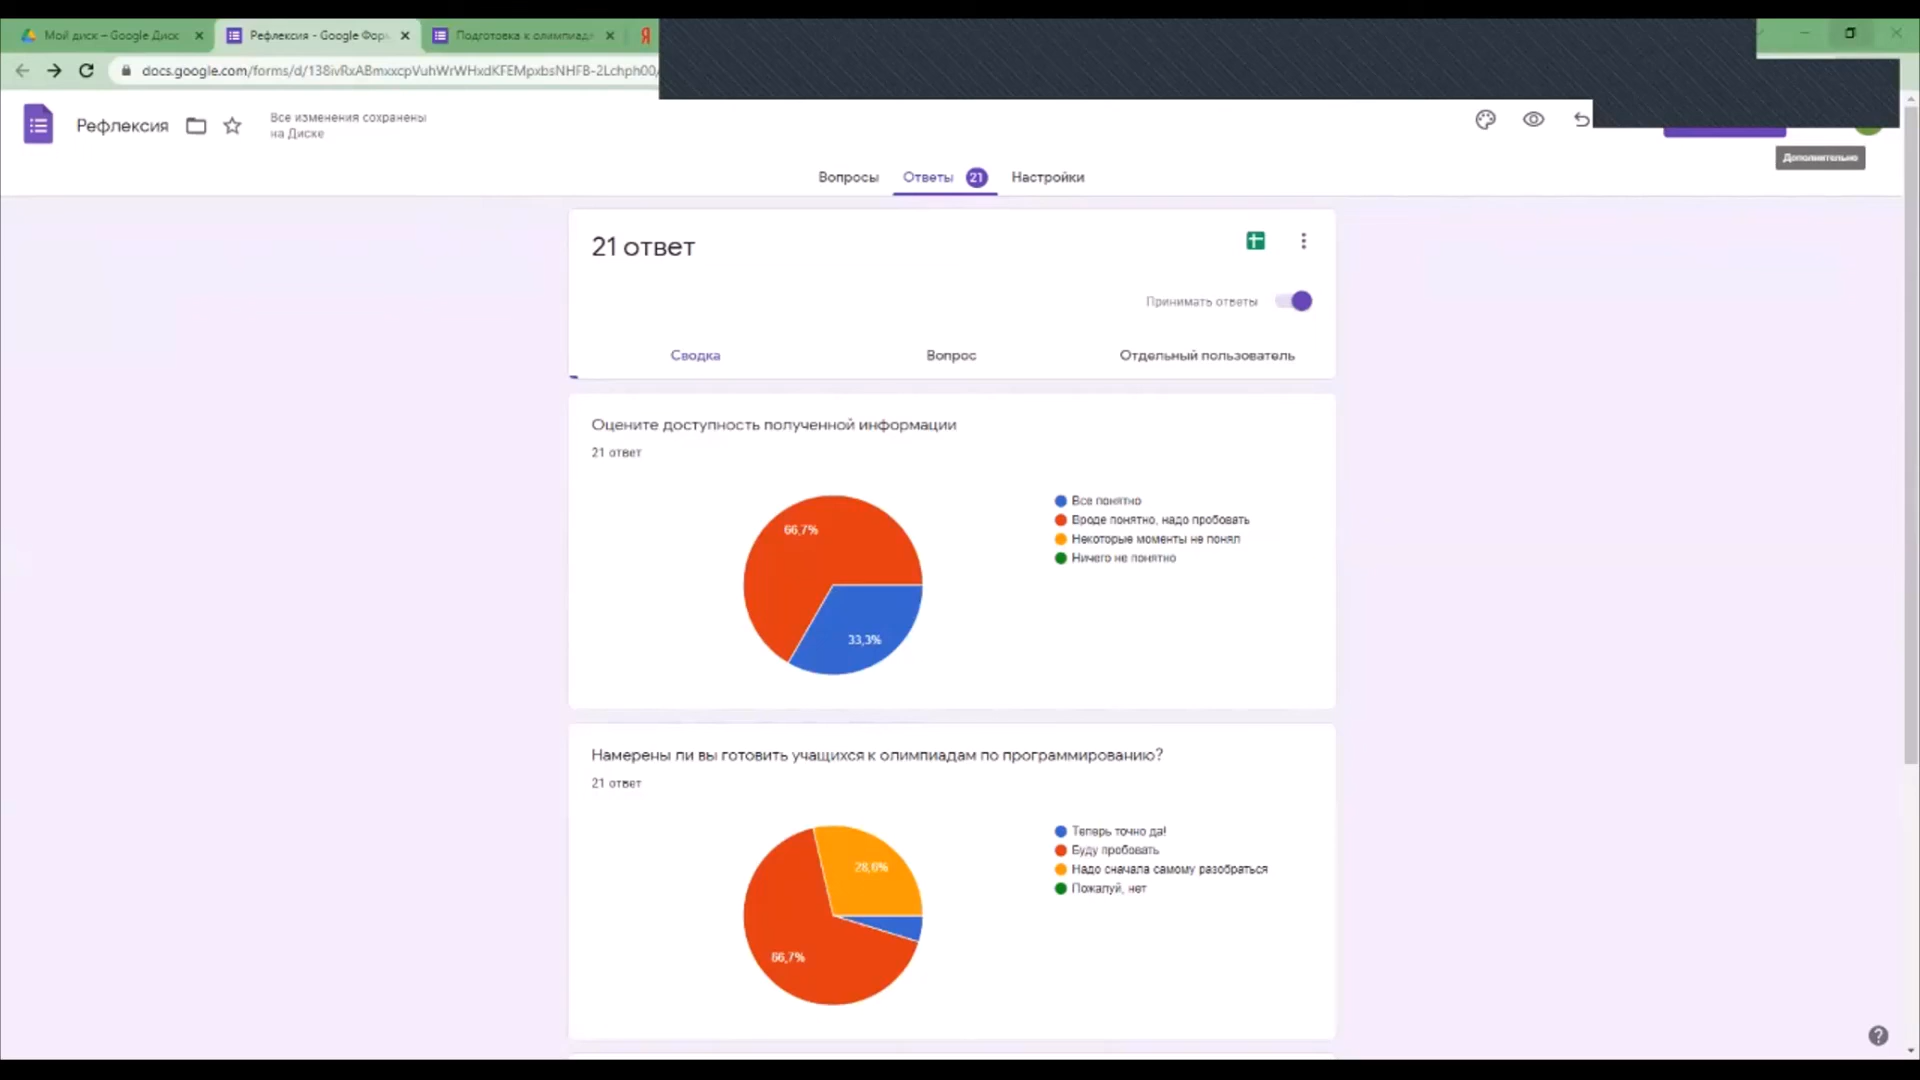 Мой диск – Google Диск
Рефлексия - Google Фор
Подготовка к олимпиад
Я
docs.google.com/forms/d/138ivRxABmxxcpVuhWrWHxdKFEMpxbsNHFB-2Lchph00/
Рефлексия
Все изменения сохранены
на Диске
Дополнительно
Вопросы
Ответы 21
Настройки
21 ответ
Принимать ответы
Сводка
Вопрос
Отдельный пользователь
Оцените доступность полученной информации
21 ответ
66,7%
33,3%
Все понятно
Вроде понятно, надо пробовать
Некоторые моменты не понял
Ничего не понятно
Намерены ли вы готовить учащихся к олимпиадам по программированию?
21 ответ
28,6%
66,7%
Теперь точно да!
Буду пробовать
Надо сначала самому разобраться
Пожалуй, нет